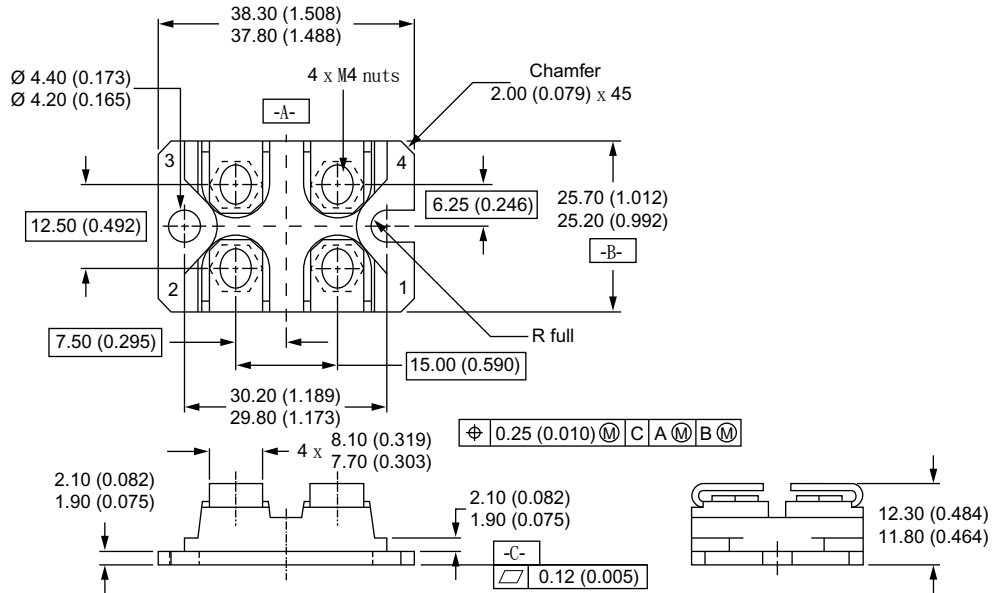 38.30 (1.508)
37.80 (1.488)
Ø 4.40 (0.173)
Ø 4.20 (0.165)
4 x M4 nuts
Chamfer
2.00 (0.079) x 45
-A-
3
4
12.50 (0.492)
6.25 (0.246)
25.70 (1.012)
25.20 (0.992)
-B-
2
1
7.50 (0.295)
R full
15.00 (0.590)
30.20 (1.189)
29.80 (1.173)
⌖ 0.25 (0.010) Ⓜ C A Ⓜ B Ⓜ
4 x 8.10 (0.319)
7.70 (0.303)
2.10 (0.082)
1.90 (0.075)
2.10 (0.082)
1.90 (0.075)
-C-
▱ 0.12 (0.005)
12.30 (0.484)
11.80 (0.464)